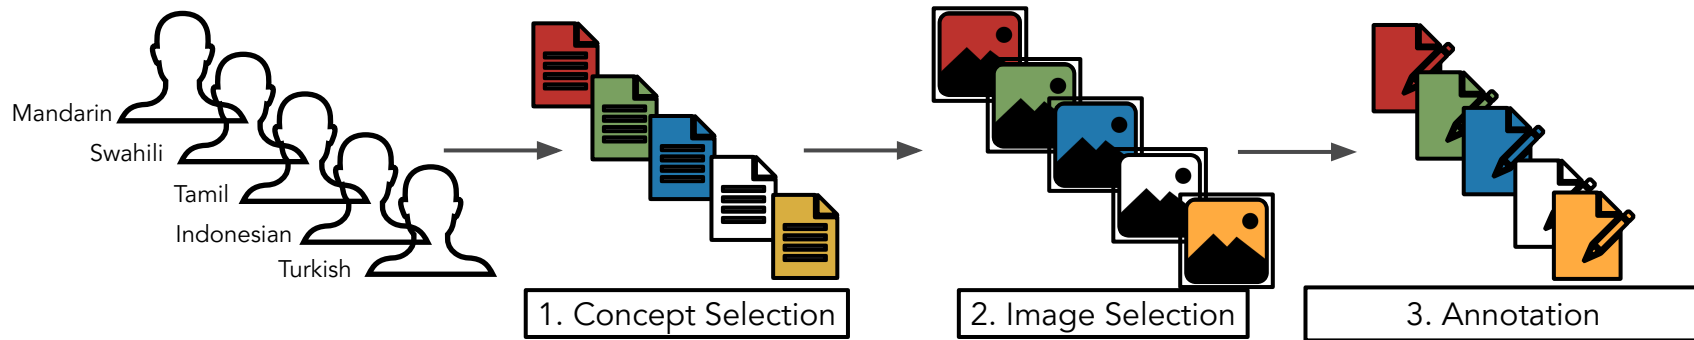 Mandarin
Swahili
Tamil
Indonesian
Turkish
1. Concept Selection
2. Image Selection
3. Annotation